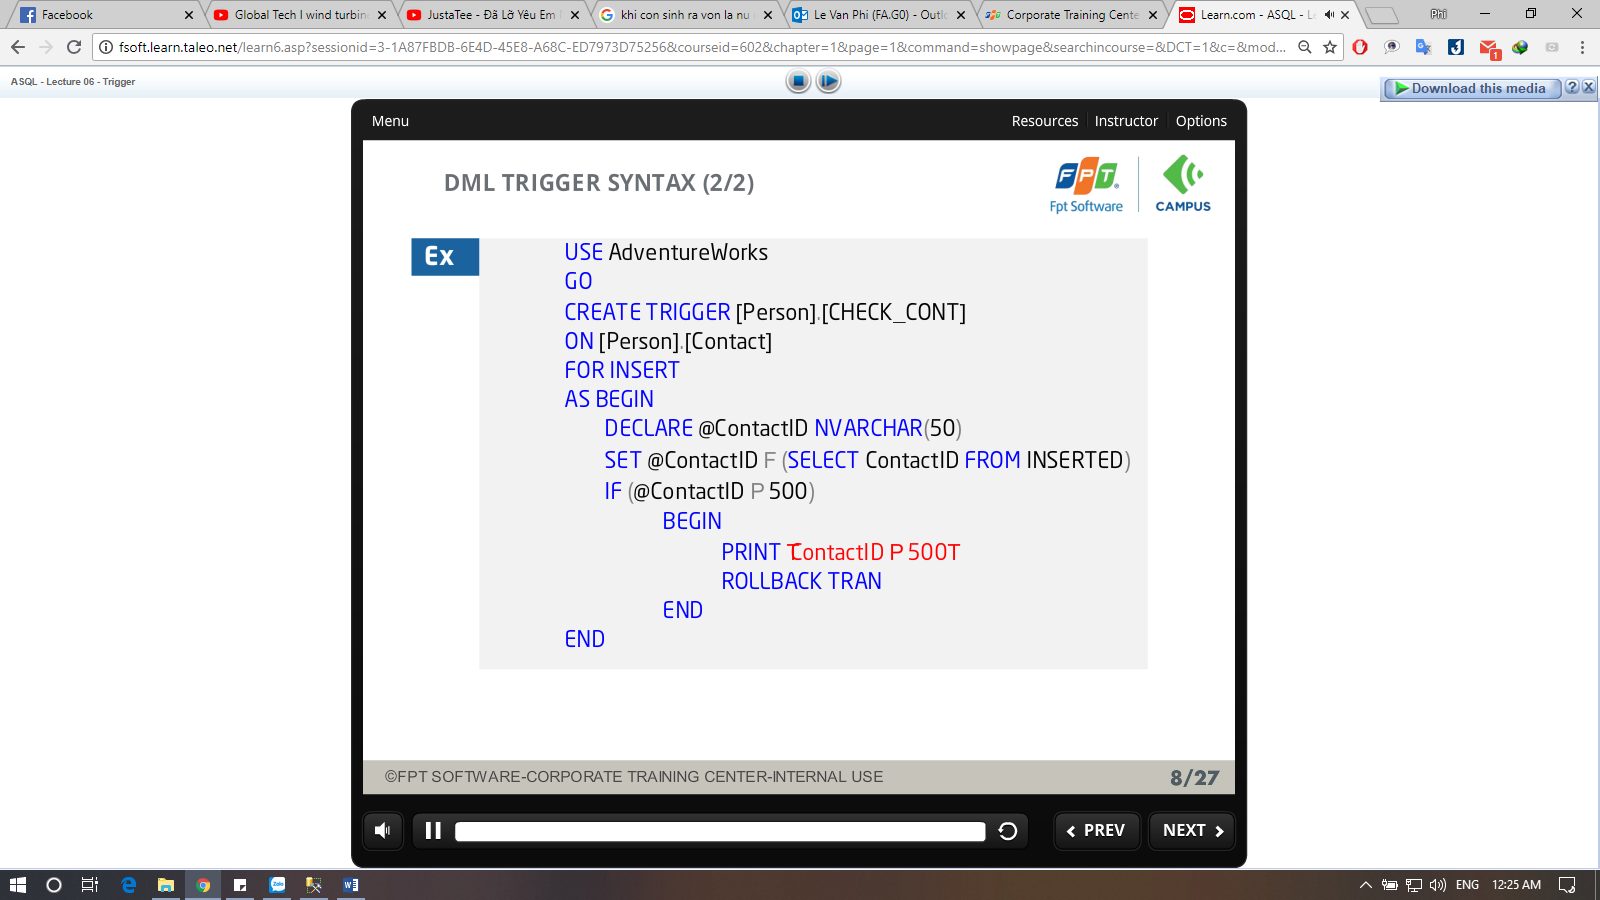 Facebook
Global Tech I wind turbin
JustaTee - Đã Lỡ Yêu Em
khi con sinh ra von la nu
Le Van Phi (FA.G0) - Outlo
Corporate Training Cente
Learn.com - ASQL - L
Phi
fsoft.learn.taleo.net/learn6.asp?sessionid=3-1A87FBDB-6E4D-45E8-A68C-ED7973D75256&courseid=602&chapter=1&page=1&command=showpage&searchincourse=&DCT=1&c=&mod...
1
ASQL - Lecture 06 - Trigger
Download this media
?
Menu
Resources
Instructor
Options
DML TRIGGER SYNTAX (2/2)
FPT
Fpt Software
CAMPUS
Ex
USE AdventureWorks
GO
CREATE TRIGGER [Person].[CHECK_CONT]
ON [Person].[Contact]
FOR INSERT
AS BEGIN
DECLARE @ContactID NVARCHAR(50)
SET @ContactID F (SELECT ContactID FROM INSERTED)
IF (@ContactID P 500)
BEGIN
PRINT TContactID P 500T
ROLLBACK TRAN
END
END
©FPT SOFTWARE-CORPORATE TRAINING CENTER-INTERNAL USE
8/27
PREV
NEXT
Zalo
ENG
12:25 AM